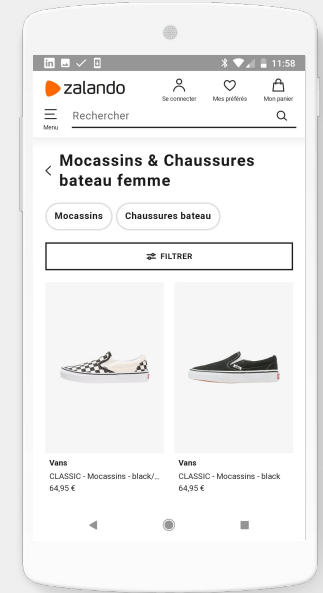 11:58
zalando
Se connecter
Mes préférés
Mon panier
Menu
Rechercher
Mocassins & Chaussures
bateau femme
Mocassins
Chaussures bateau
FILTRER
Vans
CLASSIC - Mocassins - black/...
64,95 €
Vans
CLASSIC - Mocassins - black
64,95 €